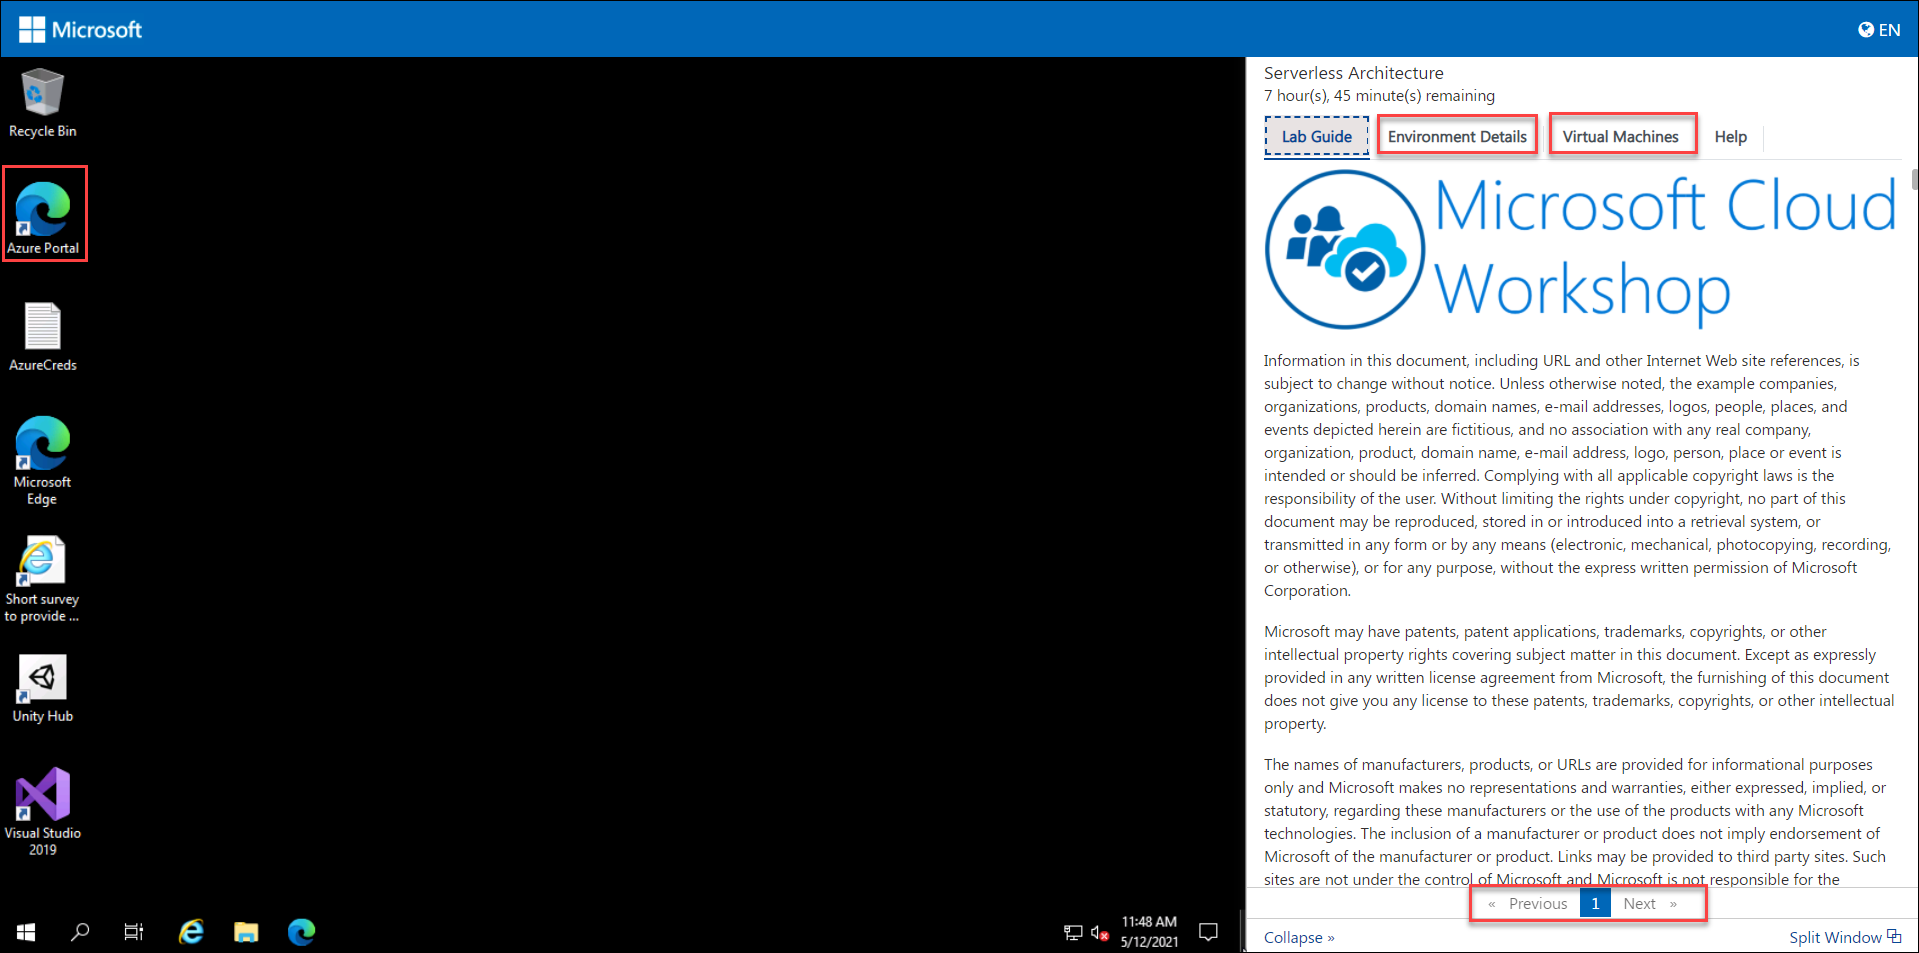 Microsoft
EN
Recycle Bin
Azure Portal
AzureCreds
Microsoft
Edge
Short survey
to provide ...
Unity Hub
Visual Studio
2019
11:48 AM
5/12/2021
Serverless Architecture
7 hour(s), 45 minute(s) remaining
Lab Guide
Environment Details
Virtual Machines
Help
Microsoft Cloud
Workshop
Information in this document, including URL and other Internet Web site references, is
subject to change without notice. Unless otherwise noted, the example companies,
organizations, products, domain names, e-mail addresses, logos, people, places, and
events depicted herein are fictitious, and no association with any real company,
organization, product, domain name, e-mail address, logo, person, place or event is
intended or should be inferred. Complying with all applicable copyright laws is the
responsibility of the user. Without limiting the rights under copyright, no part of this
document may be reproduced, stored in or introduced into a retrieval system, or
transmitted in any form or by any means (electronic, mechanical, photocopying, recording,
or otherwise), or for any purpose, without the express written permission of Microsoft
Corporation.
Microsoft may have patents, patent applications, trademarks, copyrights, or other
intellectual property rights covering subject matter in this document. Except as expressly
provided in any written license agreement from Microsoft, the furnishing of this document
does not give you any license to these patents, trademarks, copyrights, or other intellectual
property.
The names of manufacturers, products, or URLs are provided for informational purposes
only and Microsoft makes no representations and warranties, either expressed, implied, or
statutory, regarding these manufacturers or the use of the products with any Microsoft
technologies. The inclusion of a manufacturer or product does not imply endorsement of
Microsoft of the manufacturer or product. Links may be provided to third party sites. Such
sites are not under the control of Microsoft and Microsoft is not responsible for the
« Previous 1 Next »
Collapse »
Split Window